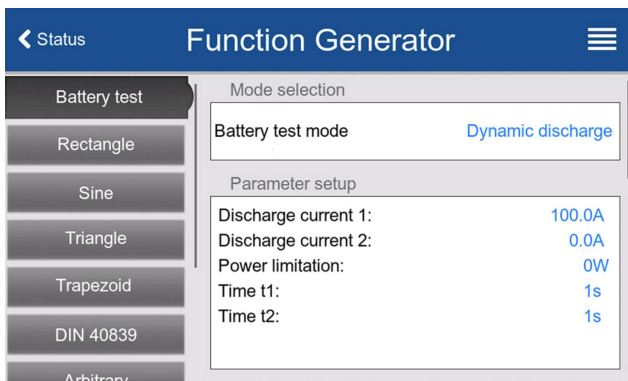 Status
Function Generator
Battery test
Rectangle
Sine
Triangle
Trapezoid
DIN 40839
Arbitrary
Mode selection
Battery test mode Dynamic discharge
Parameter setup
Discharge current 1: 100.0A
Discharge current 2: 0.0A
Power limitation: 0W
Time t1: 1s
Time t2: 1s